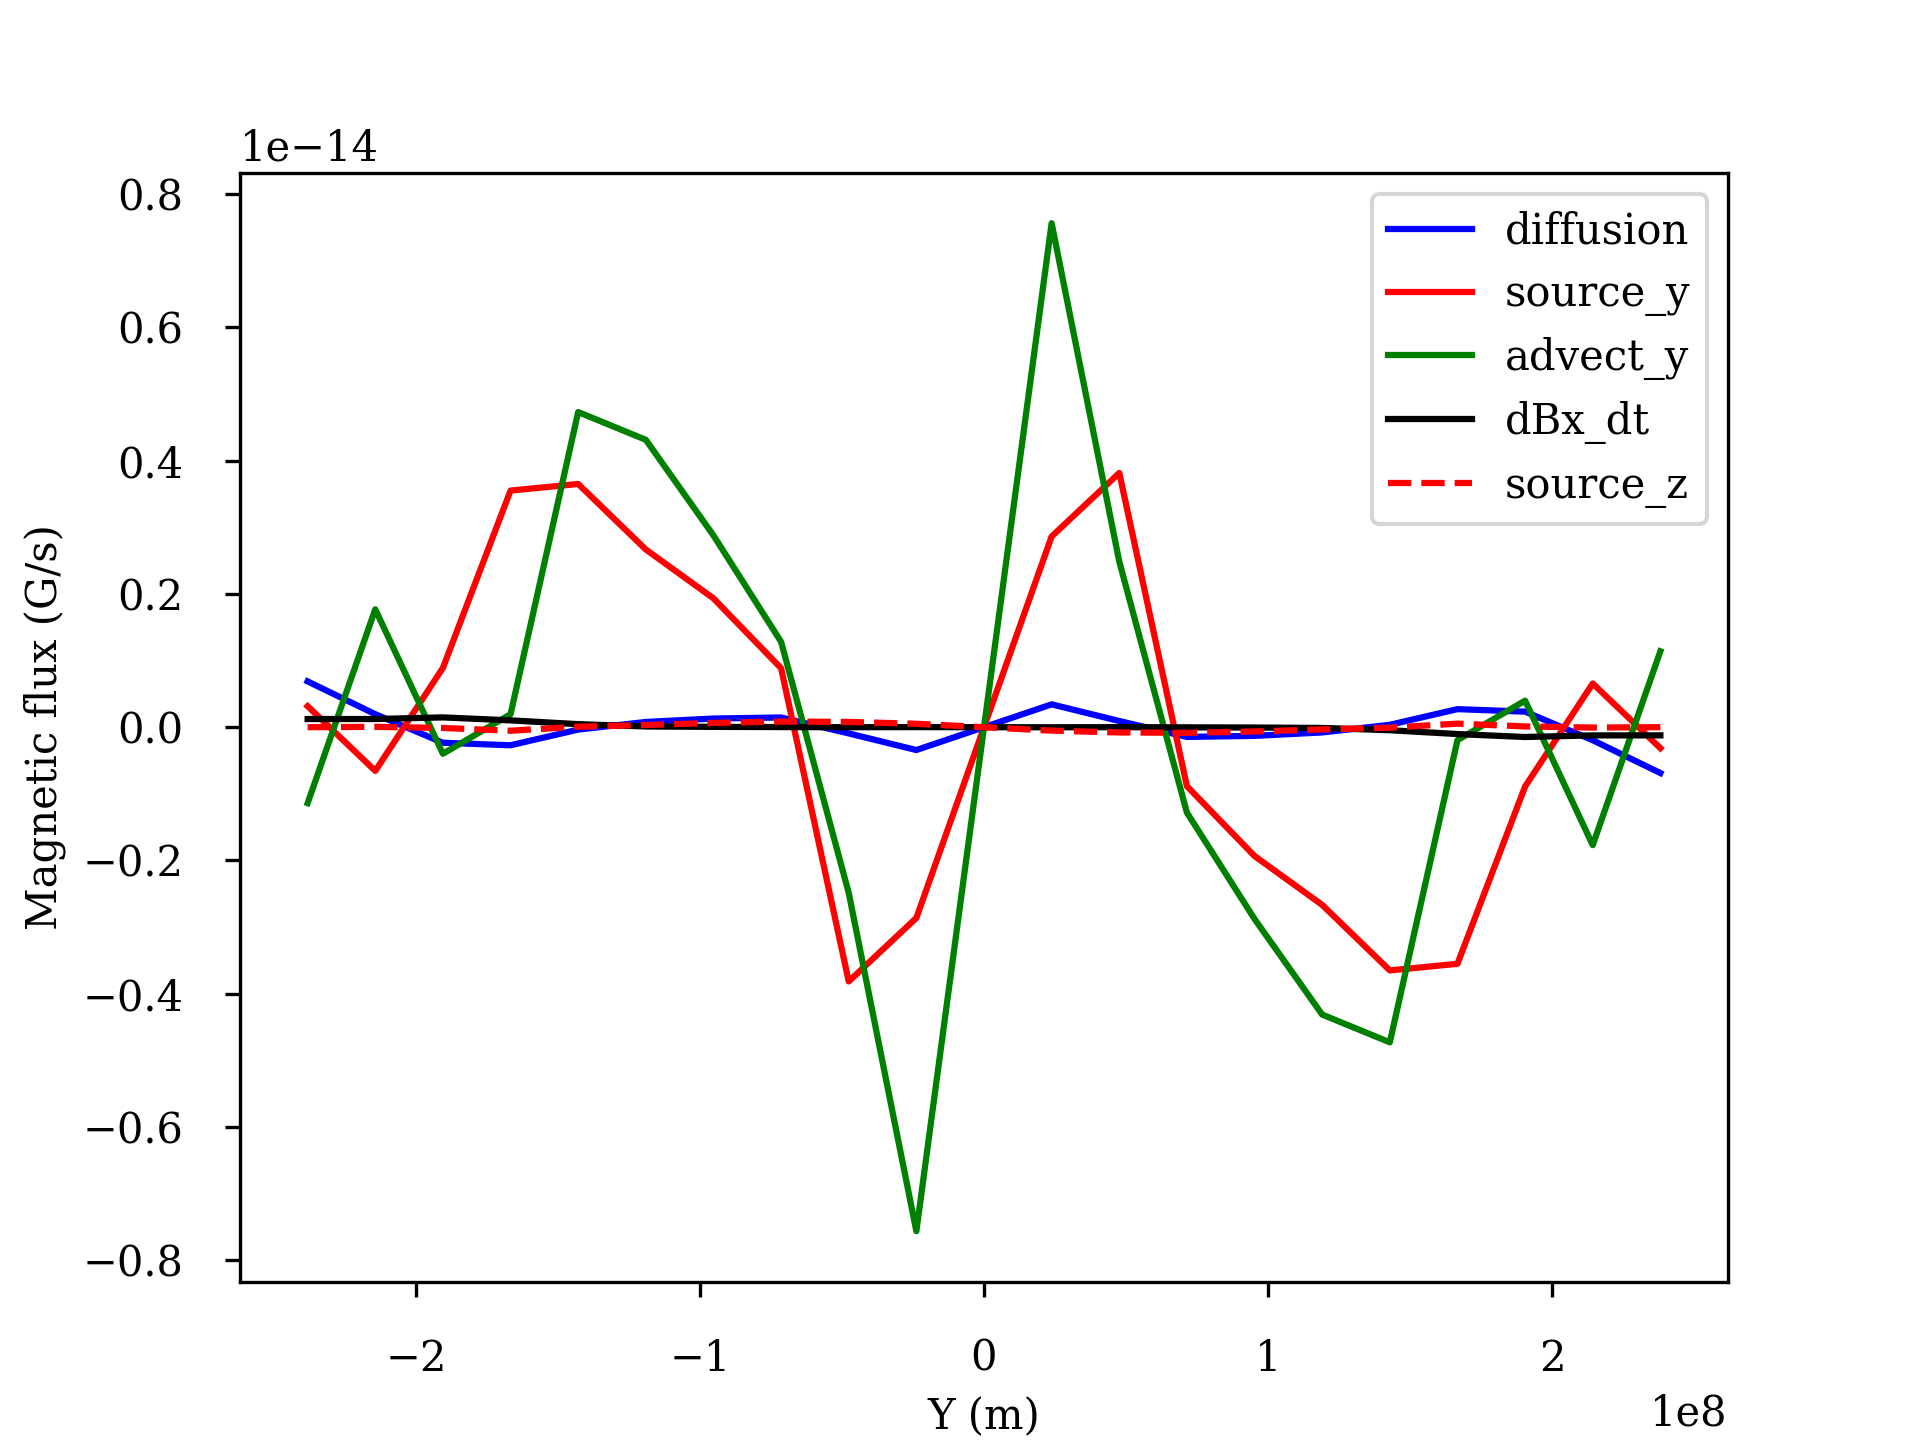 1e−14
0.8
0.6
0.4
0.2
0.0
−0.2
−0.4
−0.6
−0.8
Magnetic flux (G/s)
diffusion
source_y
advect_y
dBx_dt
source_z
−2
−1
0
1
2
Y (m)
1e8